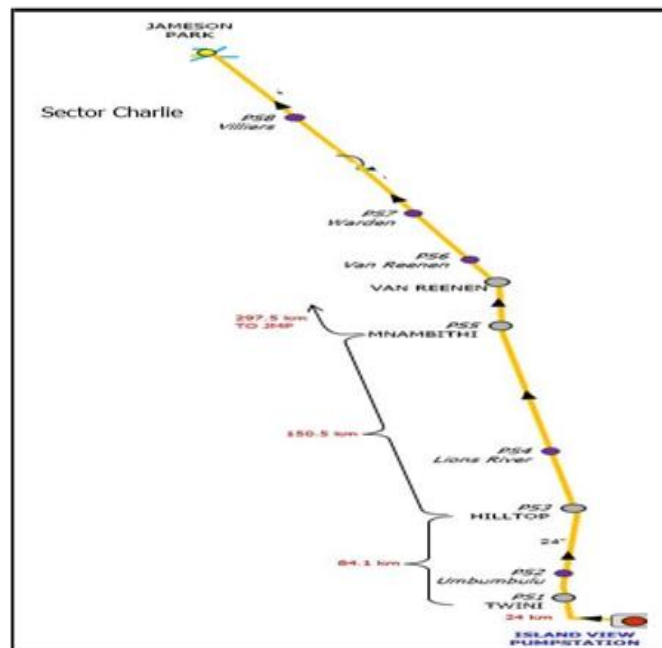 JAMESON
PARK
Sector Charlie
PS8
Villiers
PS7
Warden
PS6
Van Reenen
VAN REENEN
297.5 km
TO JMP
PS5
MNAMBITHI
150.5 km
PS4
Lions River
PS3
HILLTOP
24"
84.1 km
PS2
Umbumbulu
PS1
TWINI
24 km
ISLAND VIEW
PUMPSTATION